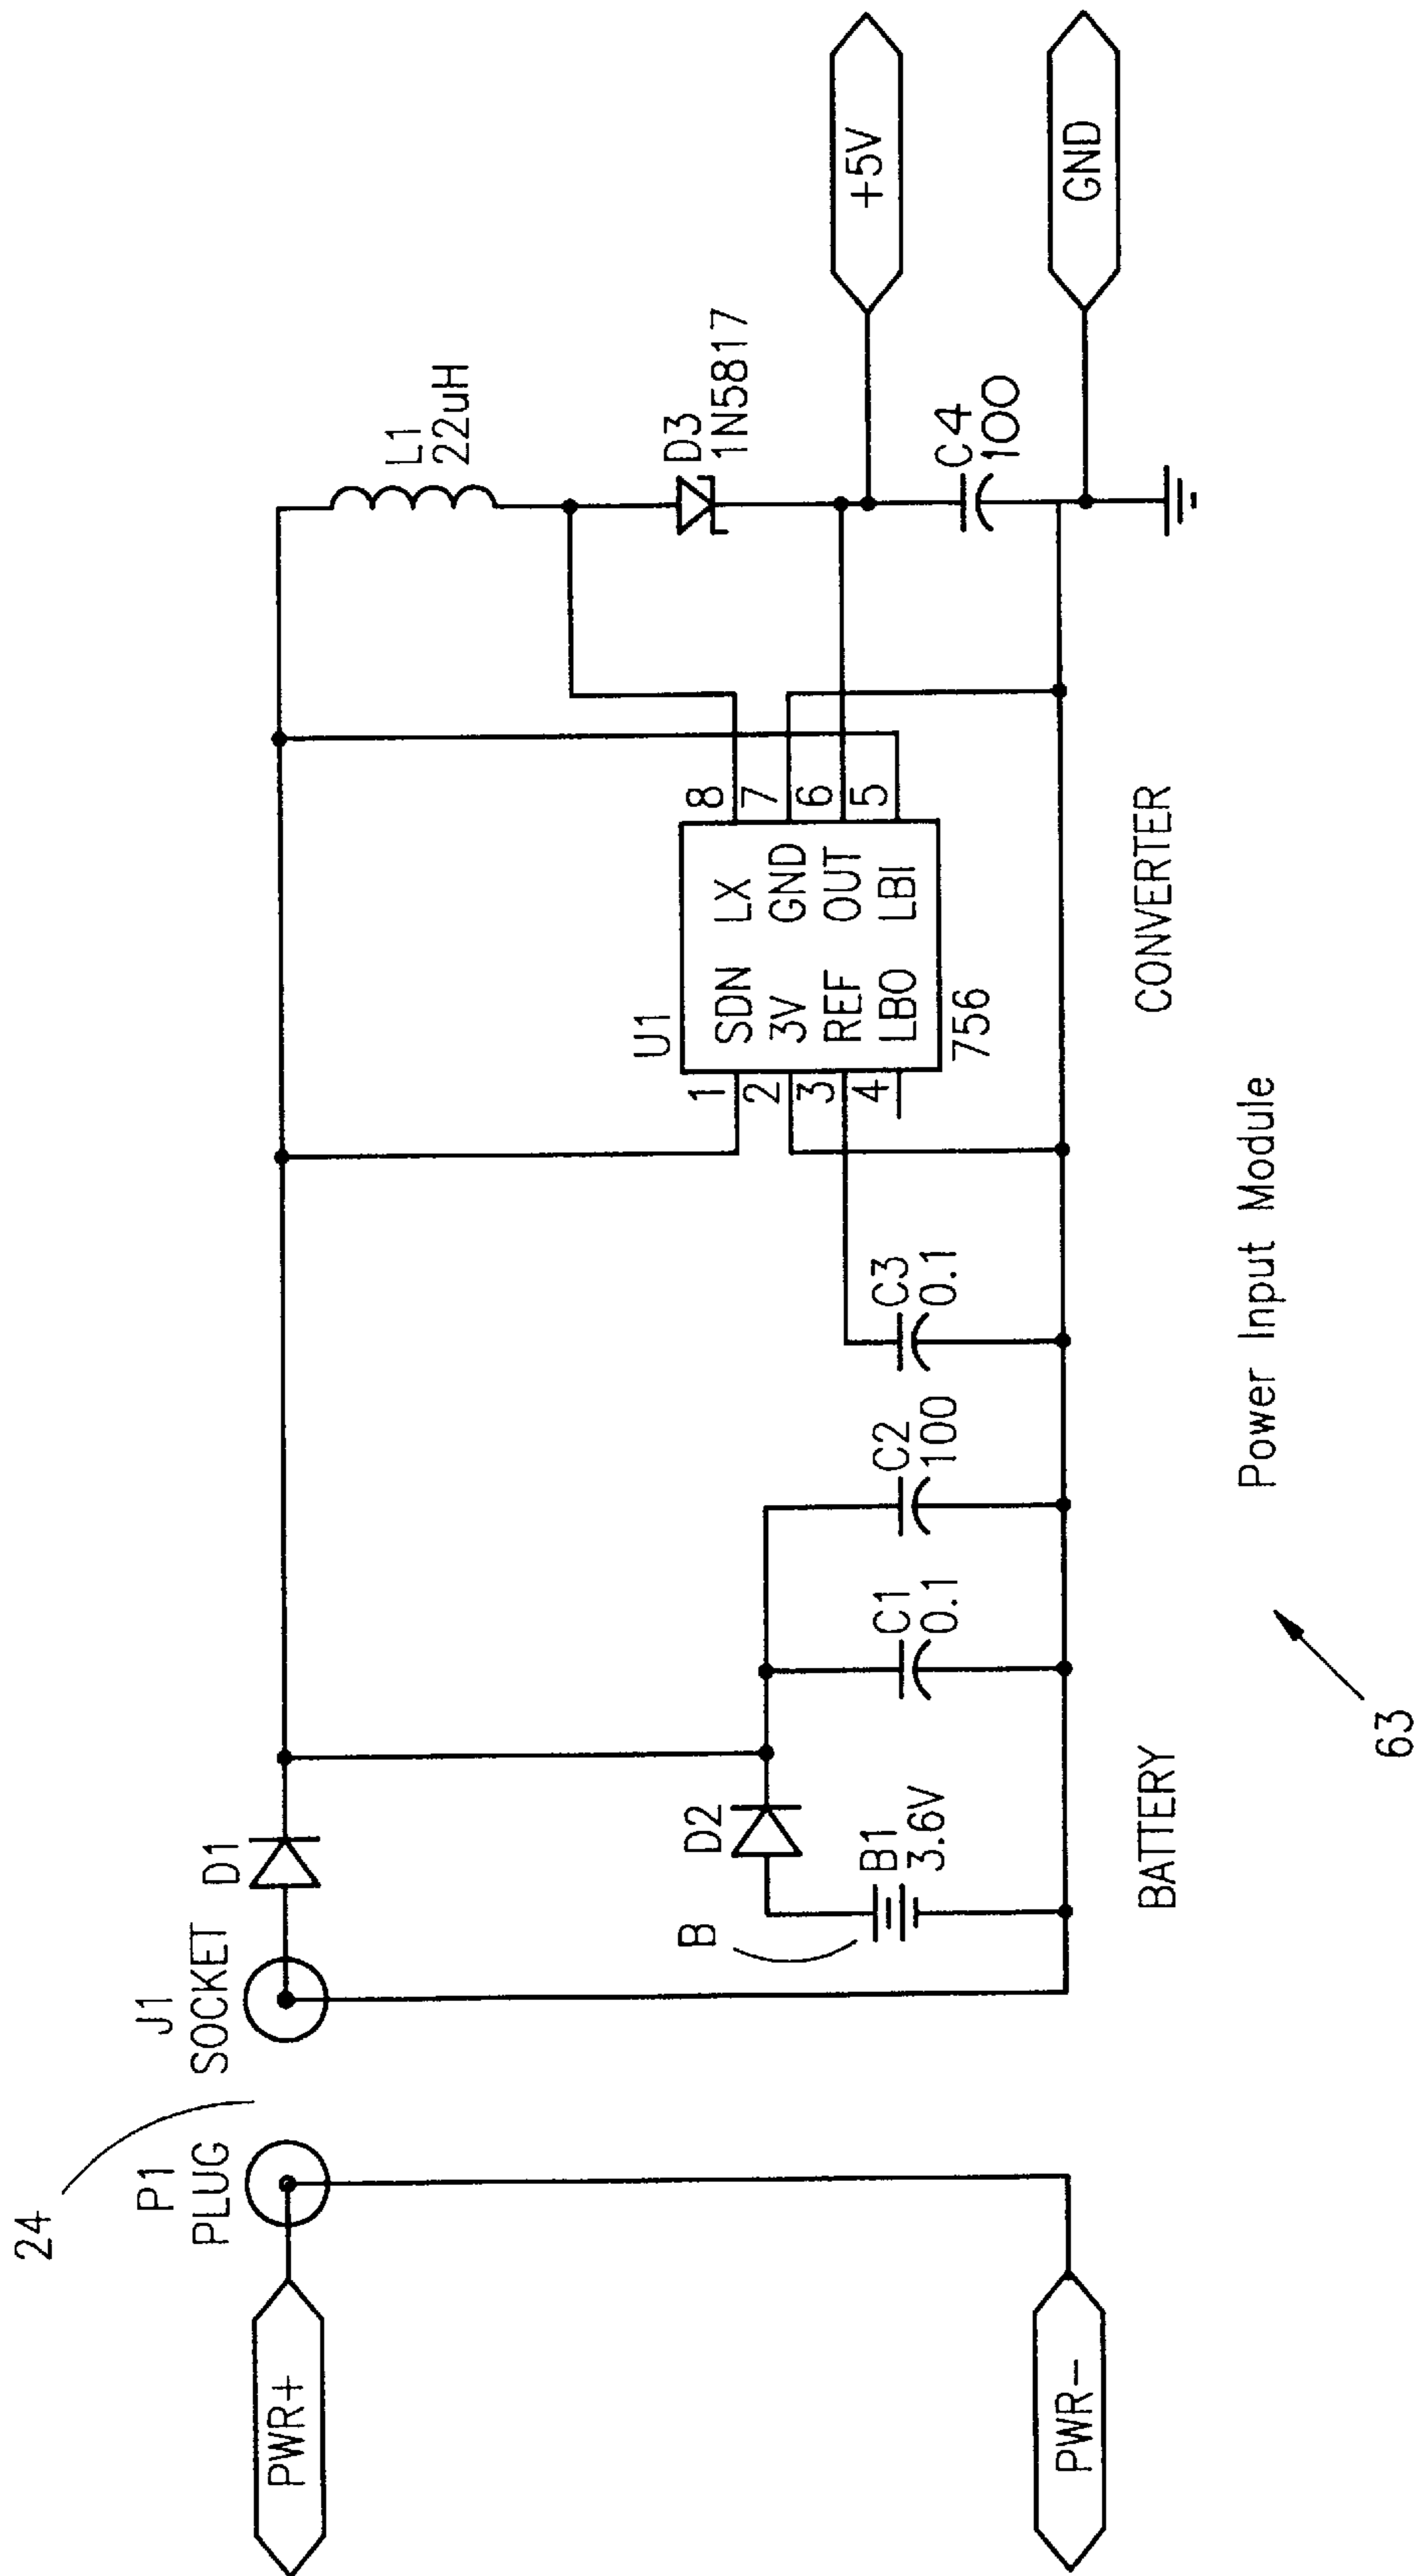 24
P1
PLUG
J1
SOCKET
PWR+
PWR-
D1
D2
B
B1
3.6V
BATTERY
C1
0.1
C2
100
C3
0.1
U1
1 SDN LX 8
2 3V GND 7
3 REF OUT 6
4 LBO LBI 5
756
CONVERTER
L1
22uH
D3
1N5817
C4
100
+5V
GND
63
Power Input Module